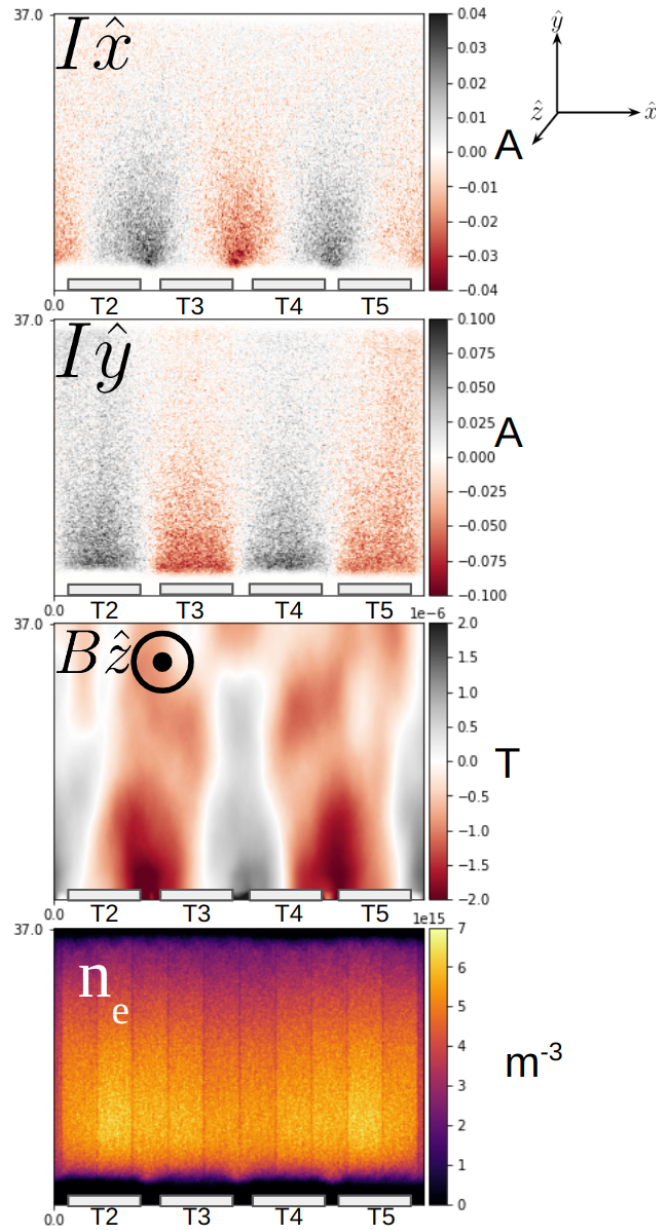 37.0
I x̂
0.04
0.03
0.02
0.01
0.00
−0.01
−0.02
−0.03
−0.04
A
ŷ
ẑ
x̂
0.0
T2 T3 T4 T5
37.0
I ŷ
0.100
0.075
0.050
0.025
0.000
−0.025
−0.050
−0.075
−0.100
A
0.0
T2 T3 T4 T5
1e−6
37.0
B ẑ
2.0
1.5
1.0
0.5
0.0
−0.5
−1.0
−1.5
−2.0
T
0.0
T2 T3 T4 T5
1e15
37.0
nₑ
7
6
5
4
3
2
1
0
m⁻³
0.0
T2 T3 T4 T5